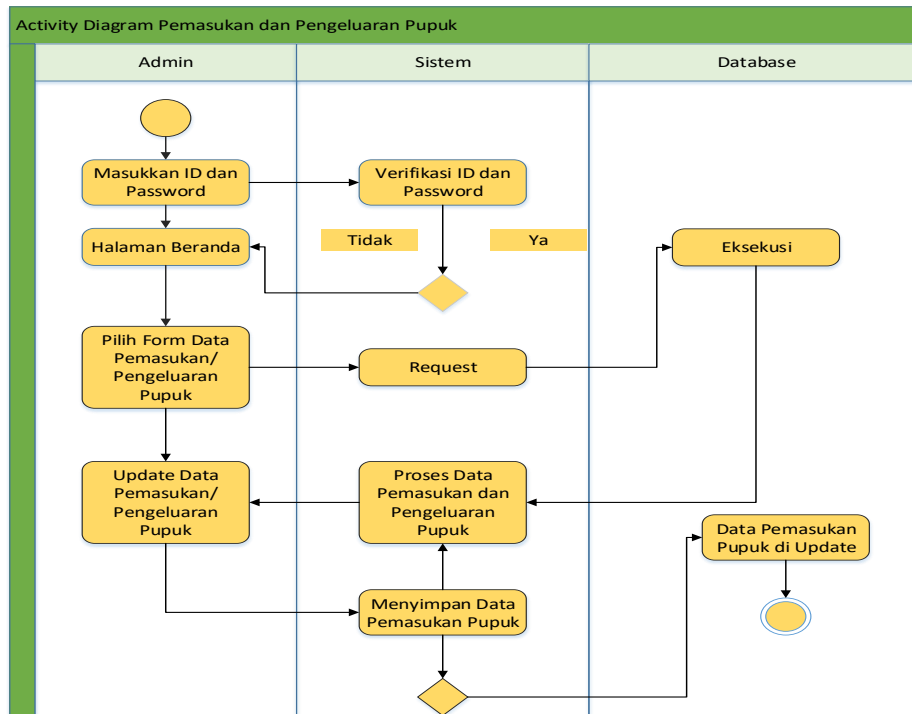 Activity Diagram Pemasukan dan Pengeluaran Pupuk
Admin
Sistem
Database
Masukkan ID dan
Password
Verifikasi ID dan
Password
Halaman Beranda
Tidak
Ya
Eksekusi
Pilih Form Data
Pemasukan/
Pengeluaran
Pupuk
Request
Update Data
Pemasukan/
Pengeluaran
Pupuk
Proses Data
Pemasukan dan
Pengeluaran
Pupuk
Data Pemasukan
Pupuk di Update
Menyimpan Data
Pemasukan Pupuk